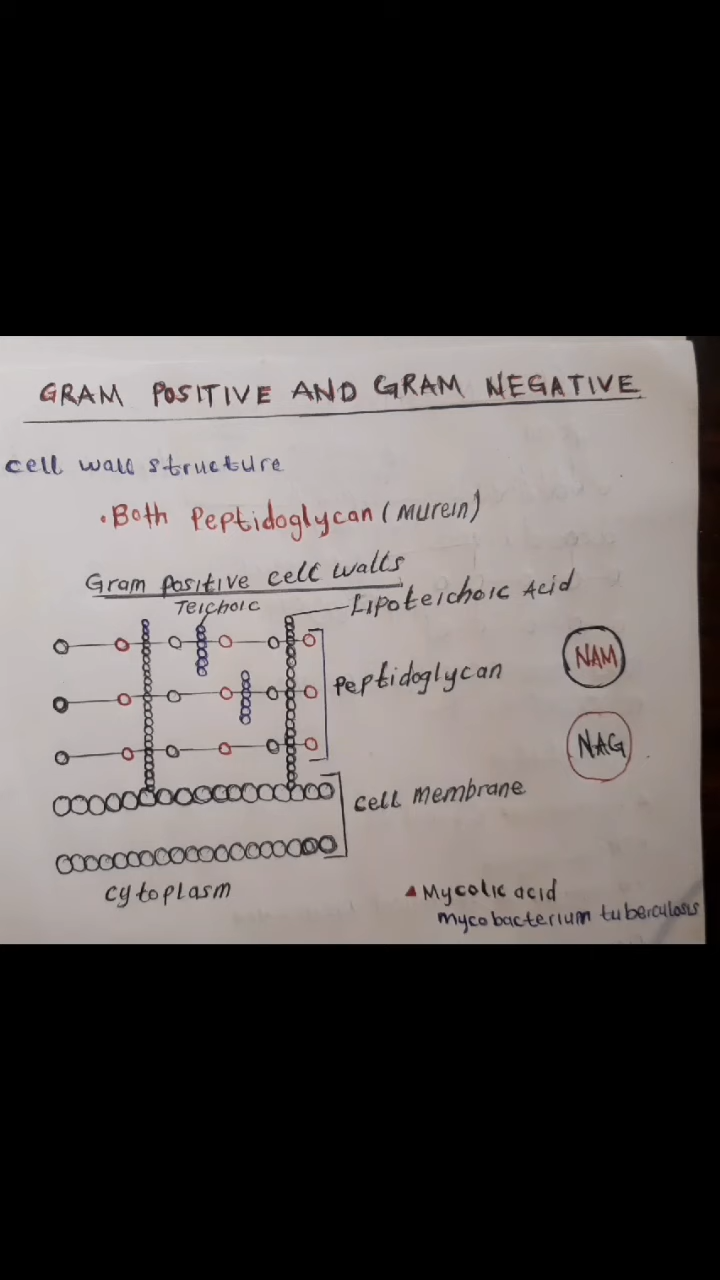 GRAM POSITIVE AND GRAM NEGATIVE
cell wall structure
• Both Peptidoglycan (Murein)
Gram positive cell walls
Teichoic
Lipoteichoic Acid
Peptidoglycan
NAM
NAG
cell Membrane
cytoplasm
Mycolic acid
mycobacterium tuberculosis